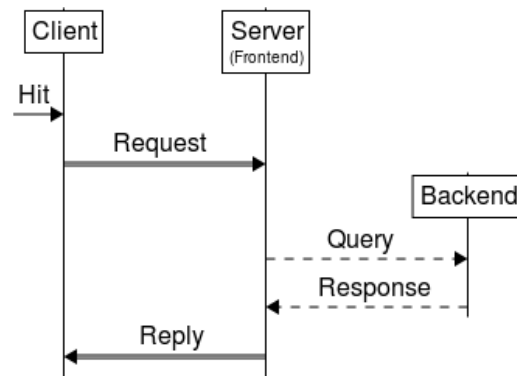 Client
Server
(Frontend)
Hit
Request
Backend
Query
Response
Reply